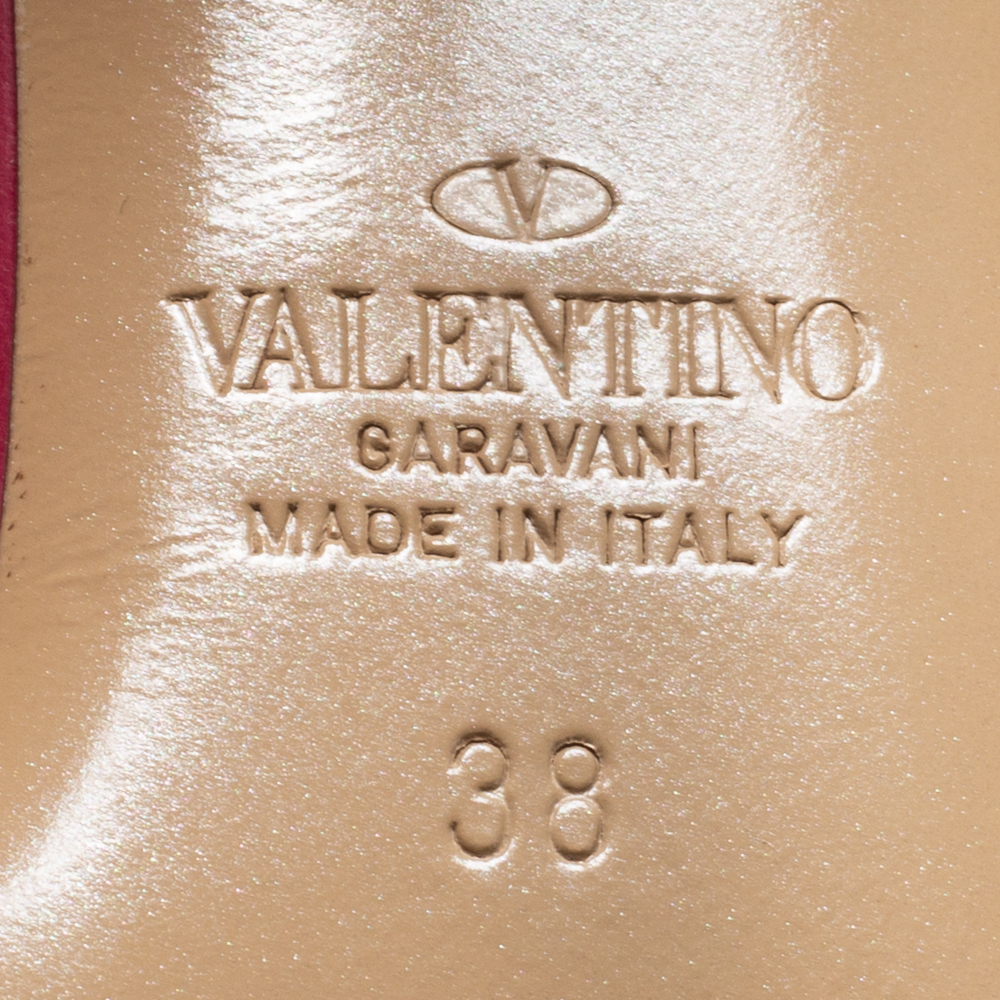 V
VALENTINO
GARAVANI
MADE IN ITALY
38